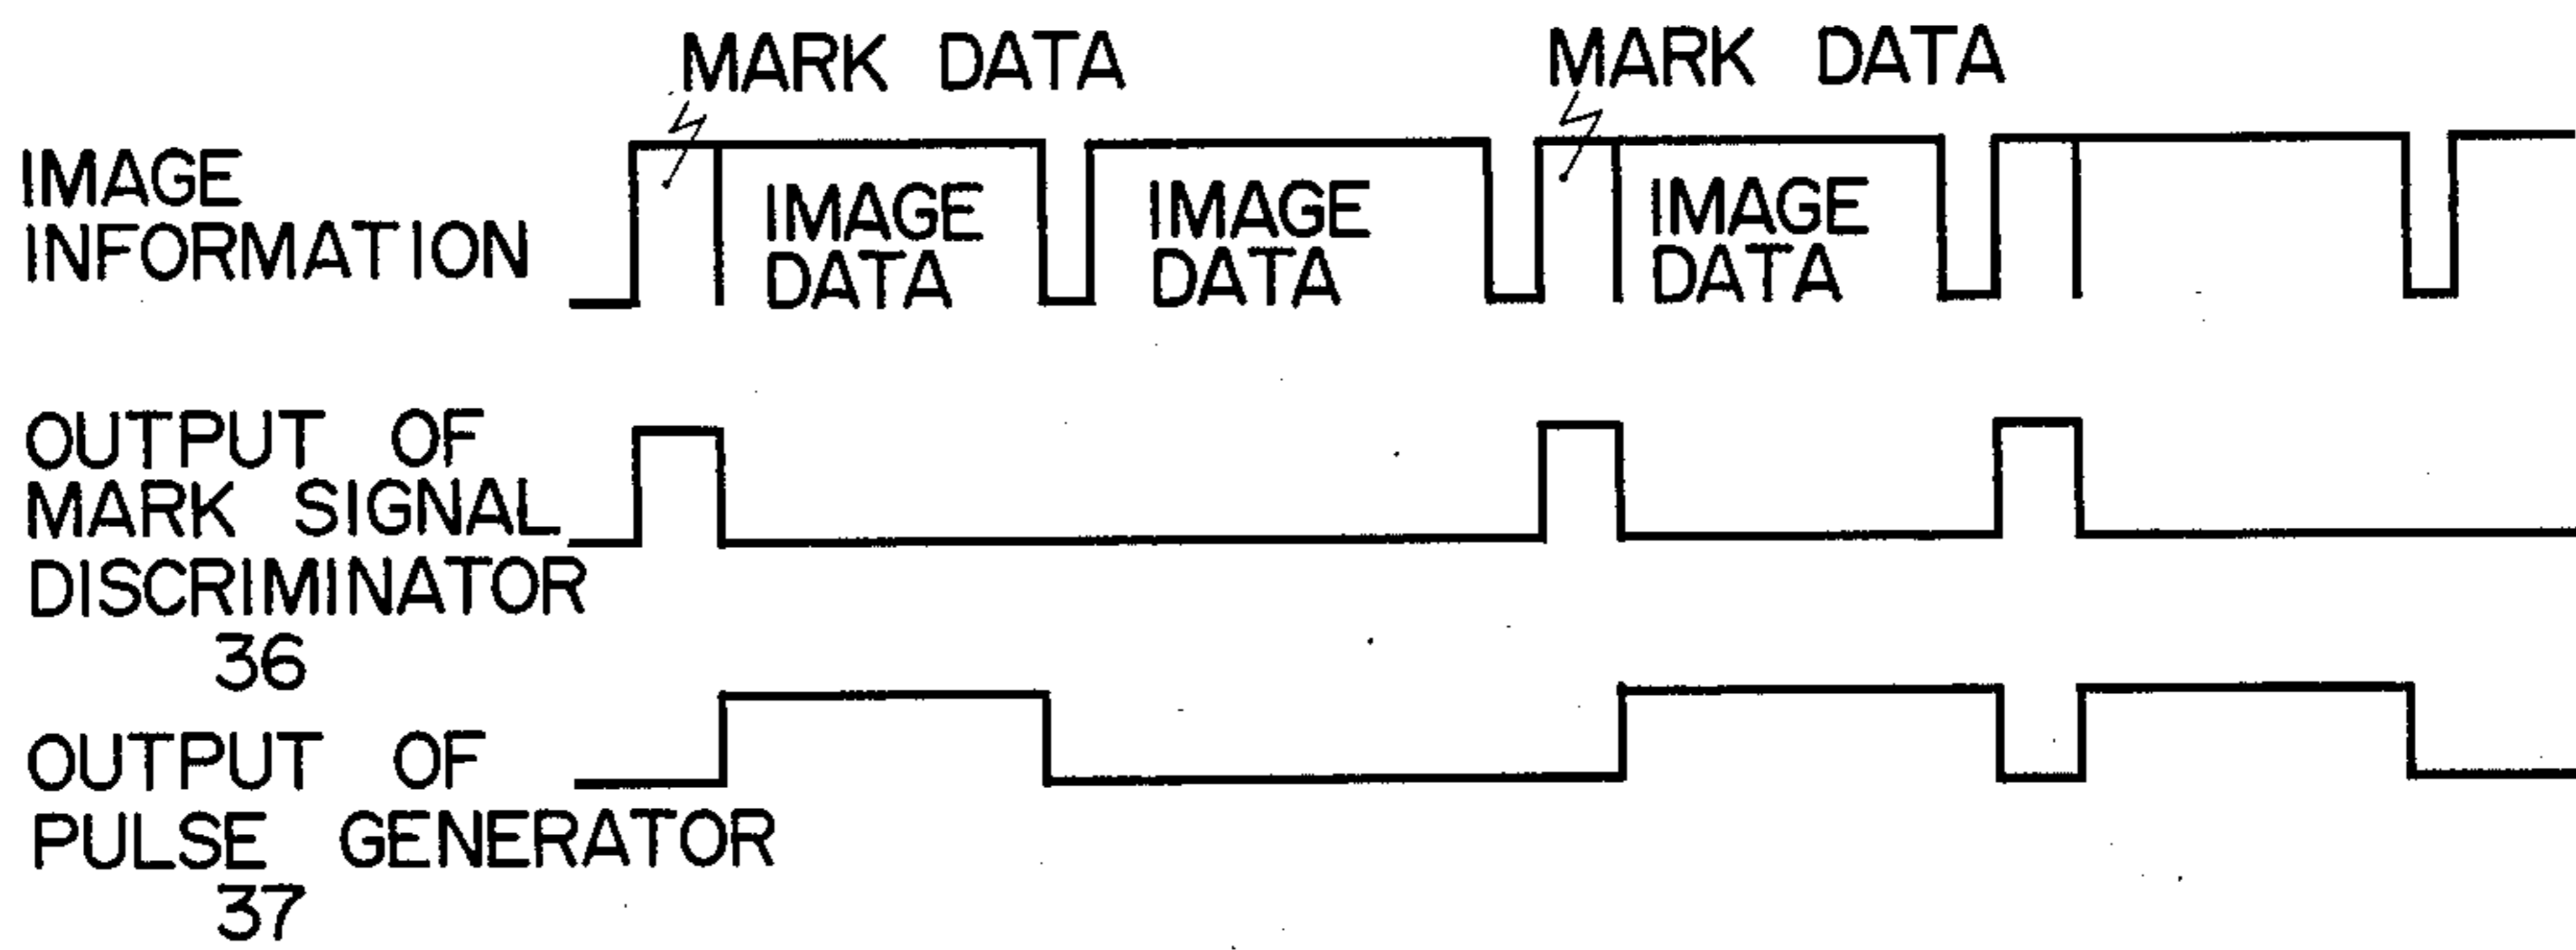 MARK DATA
MARK DATA
IMAGE
INFORMATION
IMAGE
DATA
IMAGE
DATA
IMAGE
DATA
OUTPUT OF
MARK SIGNAL
DISCRIMINATOR
36
OUTPUT OF
PULSE GENERATOR
37